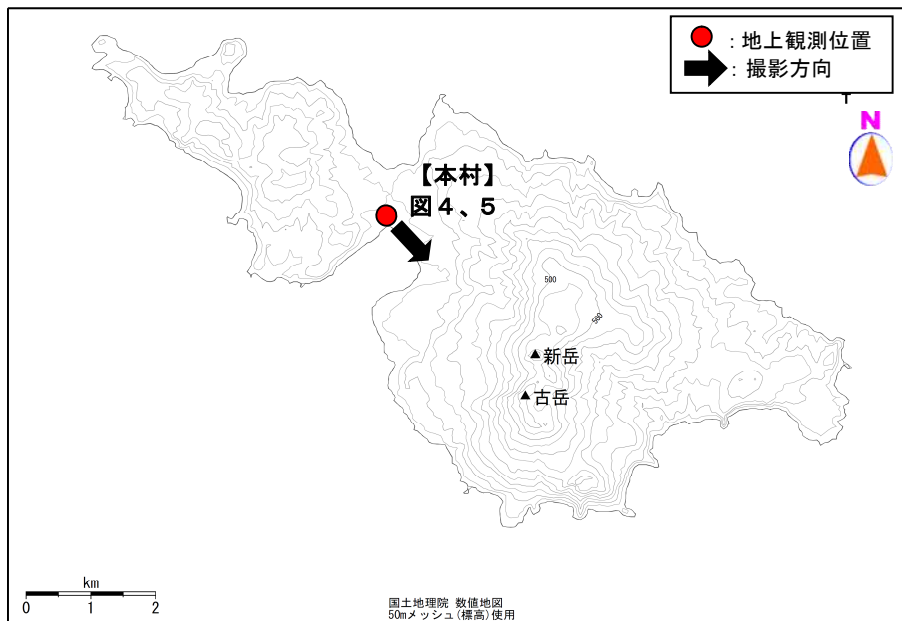 ：地上観測位置
：撮影方向
N
【本村】
図４、５
500
500
▲新岳
▲古岳
km
0 1 2
国土地理院 数値地図
50mメッシュ(標高)使用